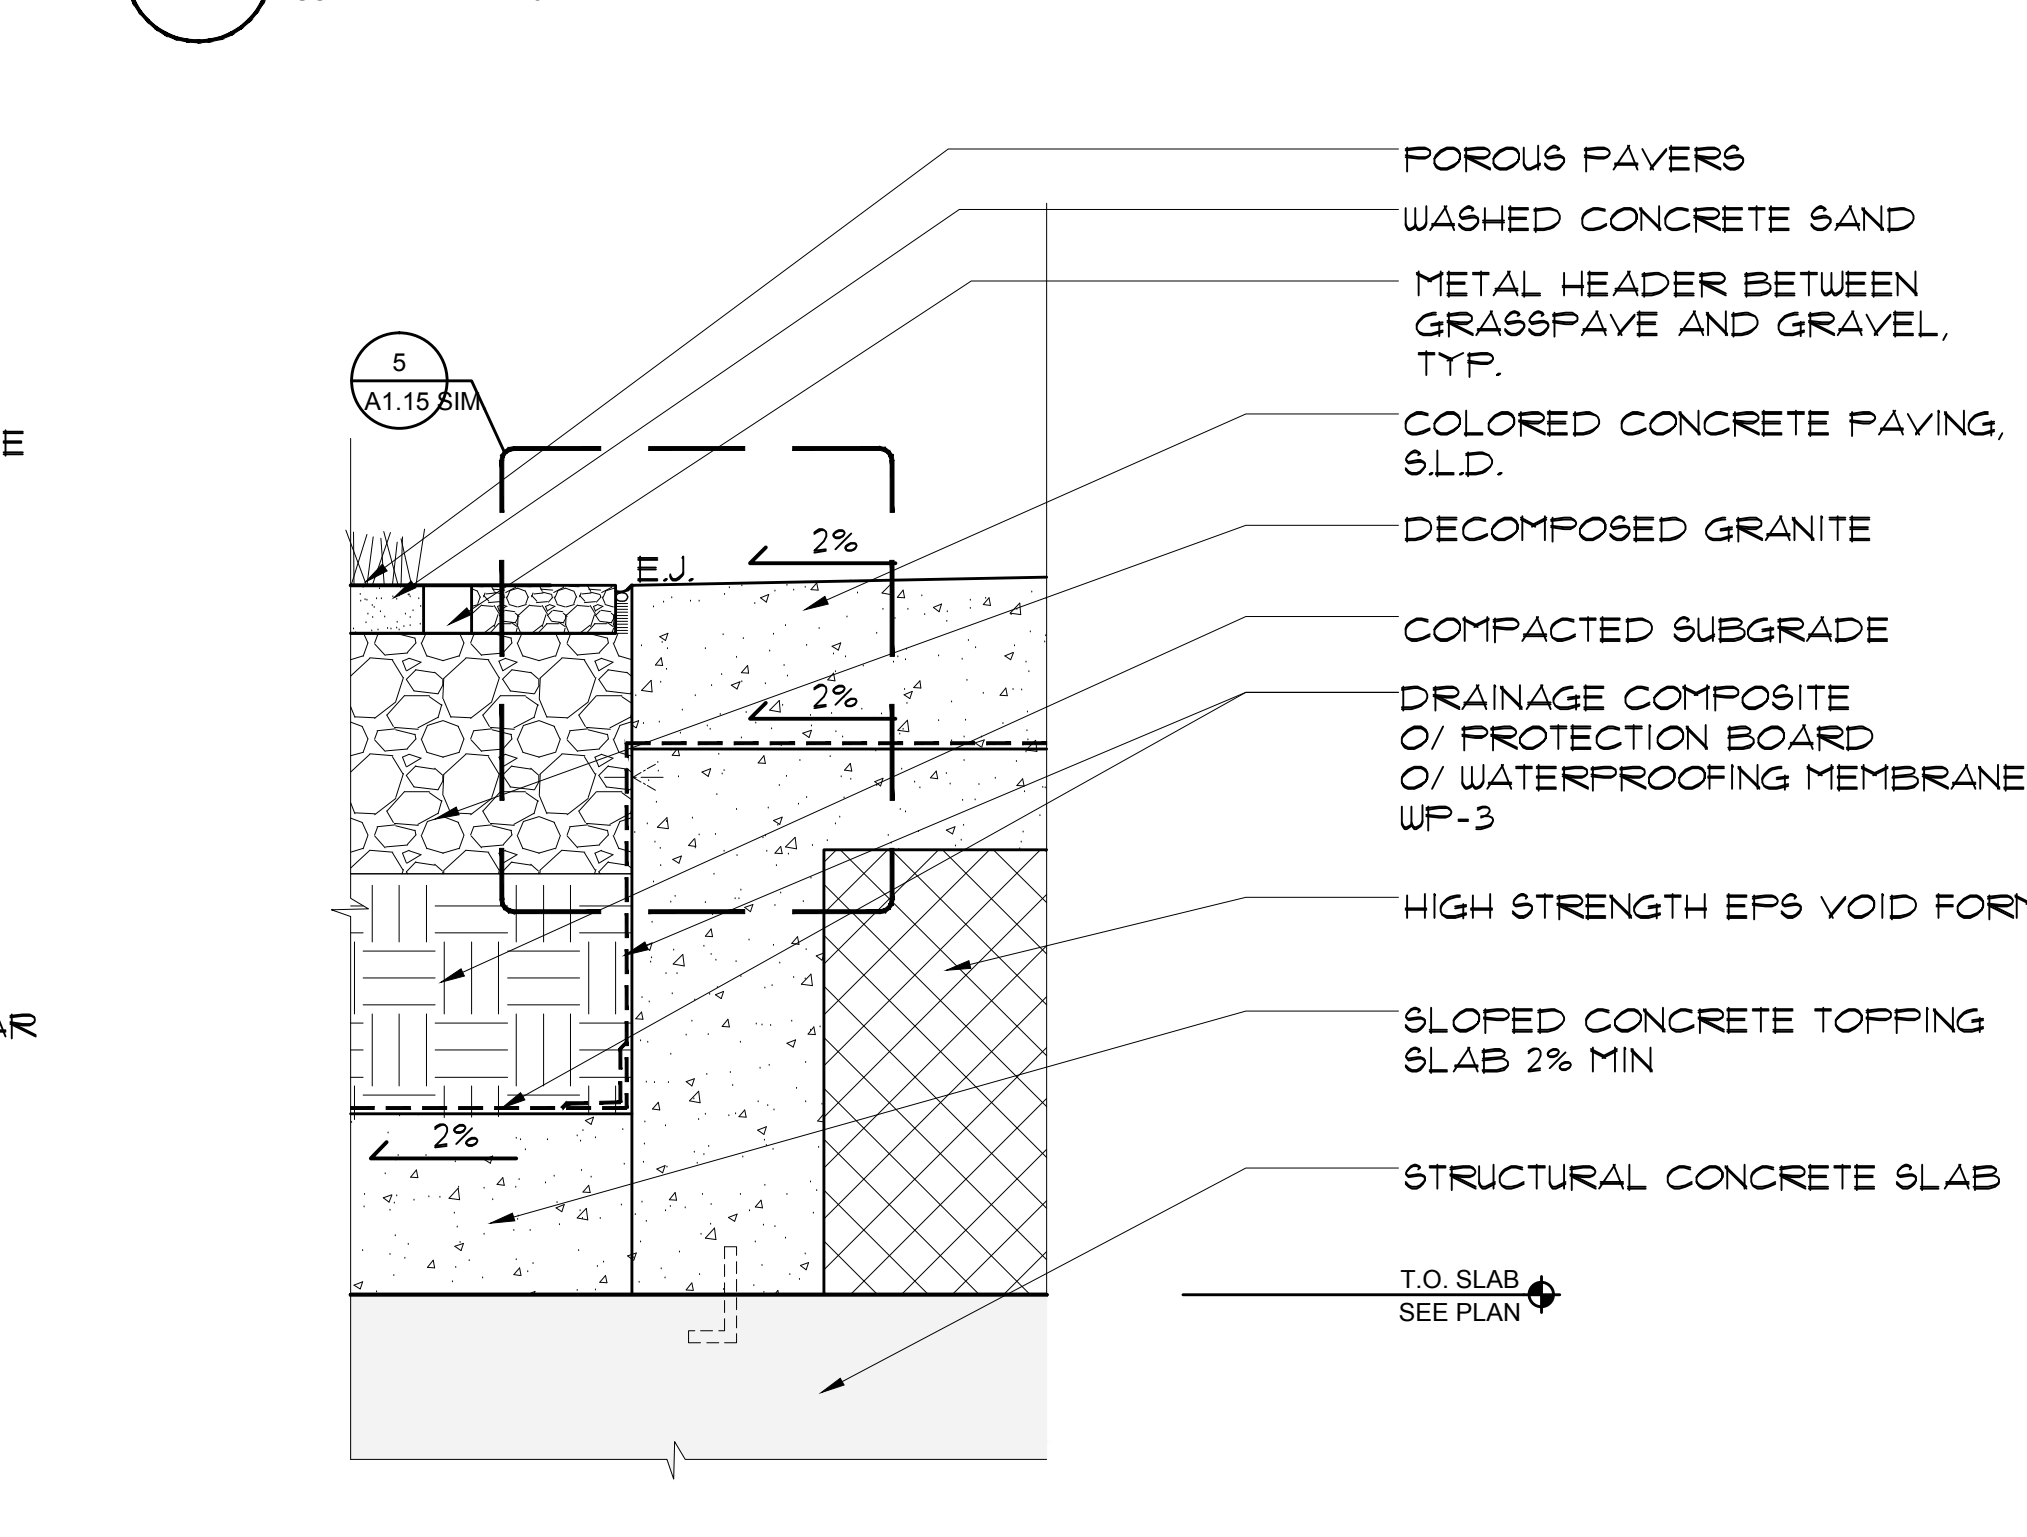 POROUS PAVERS
WASHED CONCRETE SAND
METAL HEADER BETWEEN
GRASSPAVE AND GRAVEL,
TYP.
5
A1.15 SIM
COLORED CONCRETE PAVING,
S.L.D.
E
DECOMPOSED GRANITE
2%
E.J.
COMPACTED SUBGRADE
2%
DRAINAGE COMPOSITE
O/ PROTECTION BOARD
O/ WATERPROOFING MEMBRANE
WP-3
HIGH STRENGTH EPS VOID
SLOPED CONCRETE TOPPING
SLAB 2% MIN
2%
STRUCTURAL CONCRETE SLAB
T.O. SLAB
SEE PLAN